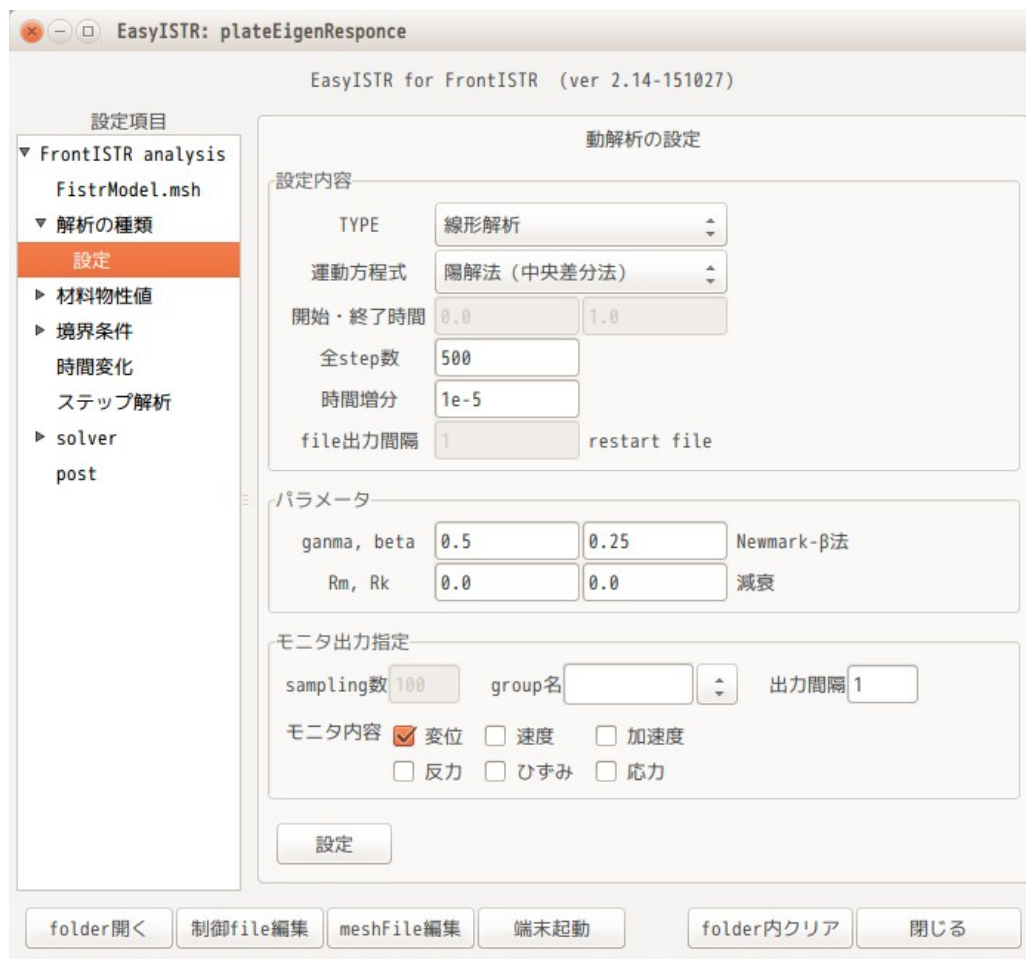 EasyISTR: plateEigenResponce
EasyISTR for FrontISTR (ver 2.14-151027)
設定項目
FrontISTR analysis
FistrModel.msh
解析の種類
設定
材料物性値
境界条件
時間変化
ステップ解析
solver
post
動解析の設定
設定内容
TYPE 線形解析
運動方程式 陽解法（中央差分法）
開始・終了時間 0.0 1.0
全step数 500
時間増分 1e-5
file出力間隔 1 restart file
パラメータ
ganma, beta 0.5 0.25 Newmark-β法
Rm, Rk 0.0 0.0 減衰
モニタ出力指定
sampling数 100 group名 出力間隔 1
モニタ内容 変位 速度 加速度
反力 ひずみ 応力
設定
folder開く 制御file編集 meshFile編集 端末起動 folder内クリア 閉じる